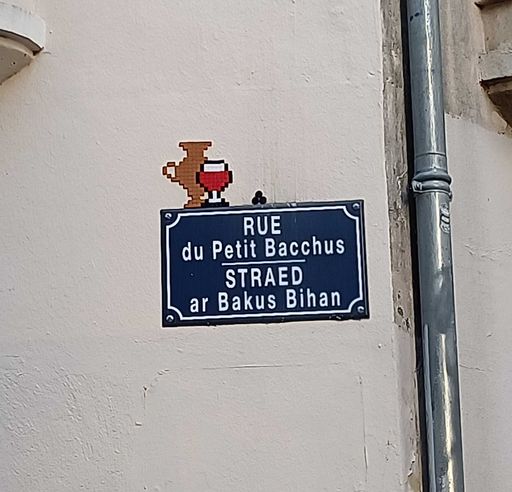 RUE
du Petit Bacchus
STRAED
ar Bakus Bihan